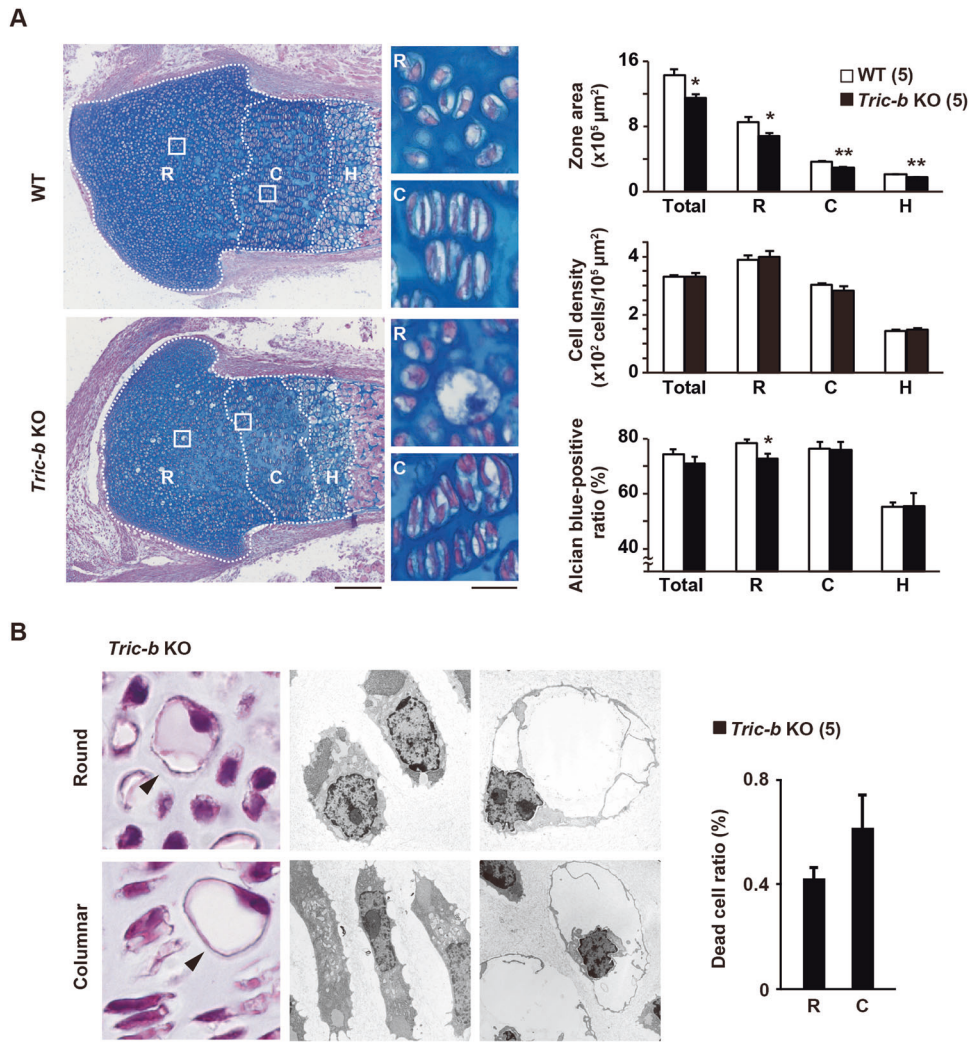 A
WT
R
C
H
R
C
Tric-b KO
R
C
H
R
C
Zone area
(x10⁵ µm²)
16
8
0
WT (5)
Tric-b KO (5)
*
*
**
**
Total R C H
Cell density
(x10² cells/10⁵ µm²)
4
2
0
Total R C H
Alcian blue-positive
ratio (%)
80
60
40
*
Total R C H
B
Tric-b KO
Round
Columnar
Tric-b KO (5)
Dead cell ratio (%)
0.8
0.4
0
R C